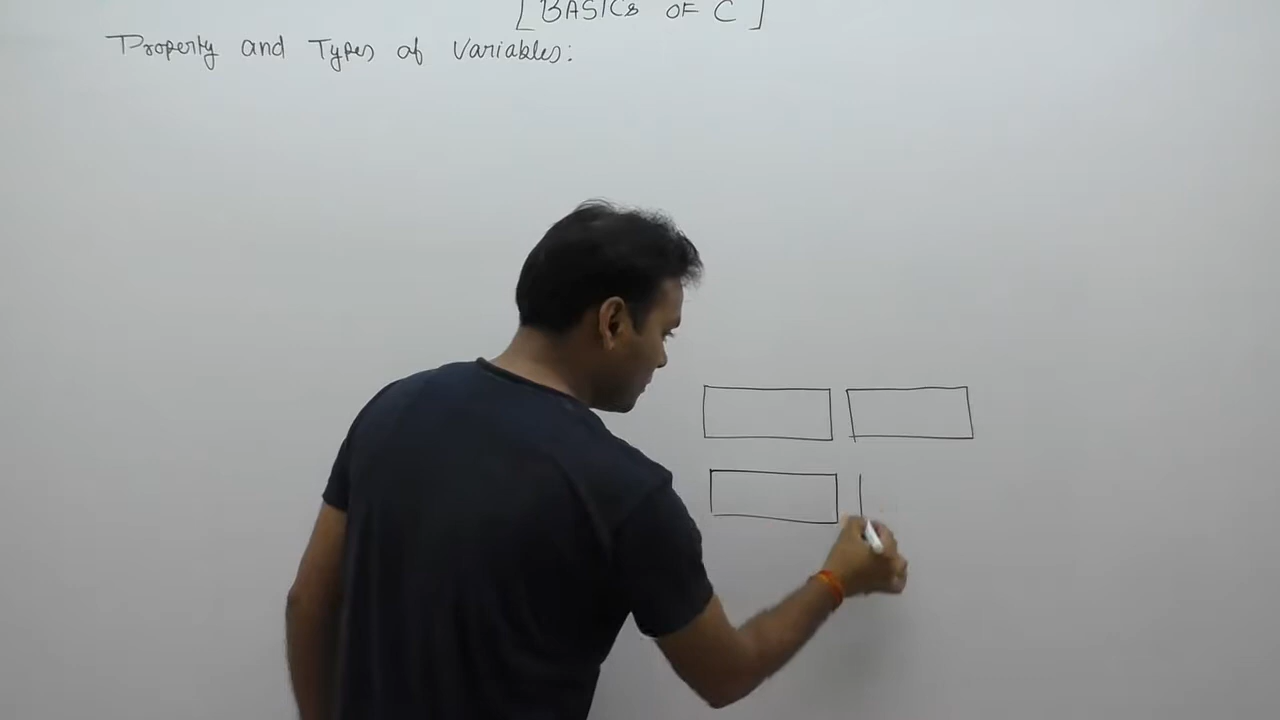 [BASICs OF C]
Property and Types of Variables: